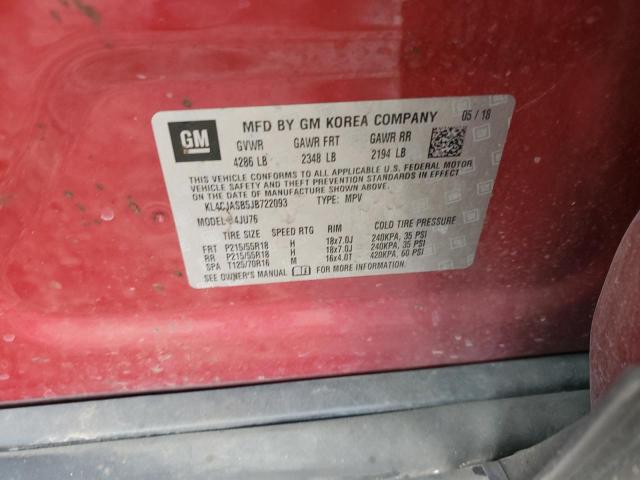 GM
MFD BY GM KOREA COMPANY 05 / 18
GVWR GAWR FRT GAWR RR
4286 LB 2348 LB 2194 LB
THIS VEHICLE CONFORMS TO ALL APPLICABLE U.S. FEDERAL MOTOR
VEHICLE SAFETY, BUMPER, AND THEFT PREVENTION STANDARDS
IN EFFECT ON THE DATE OF MANUFACTURE SHOWN ABOVE.
KL4CJASB5JB722093 TYPE: MPV
MODEL: 4JU76
TIRE SIZE SPEED RTG RIM COLD TIRE PRESSURE
FRT P215/55R18 H 18x7.0J 240KPA, 35 PSI
RR P215/55R18 H 18x7.0J 240KPA, 35 PSI
SPA T125/70R16 M 16x4.0T 420KPA, 60 PSI
SEE OWNER'S MANUAL FOR MORE INFORMATION.